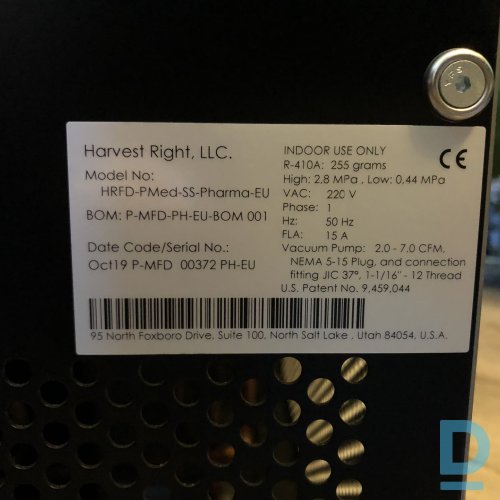 Harvest Right, LLC.
Model No:
HRFD-PMed-SS-Pharma-EU
BOM: P-MFD-PH-EU-BOM 001
Date Code/Serial No.:
Oct19 P-MFD 00372 PH-EU
INDOOR USE ONLY
R-410A: 255 grams
High: 2,8 MPa , Low: 0,44 MPa
VAC: 220 V
Phase: 1
Hz: 50 Hz
FLA: 15 A
Vacuum Pump: 2.0 - 7.0 CFM,
NEMA 5-15 Plug, and connection
fitting JIC 37°, 1-1/16" - 12 Thread
U.S. Patent No. 9,459,044
CE
95 North Foxboro Drive, Suite 100, North Salt Lake , Utah 84054, U.S.A.
D